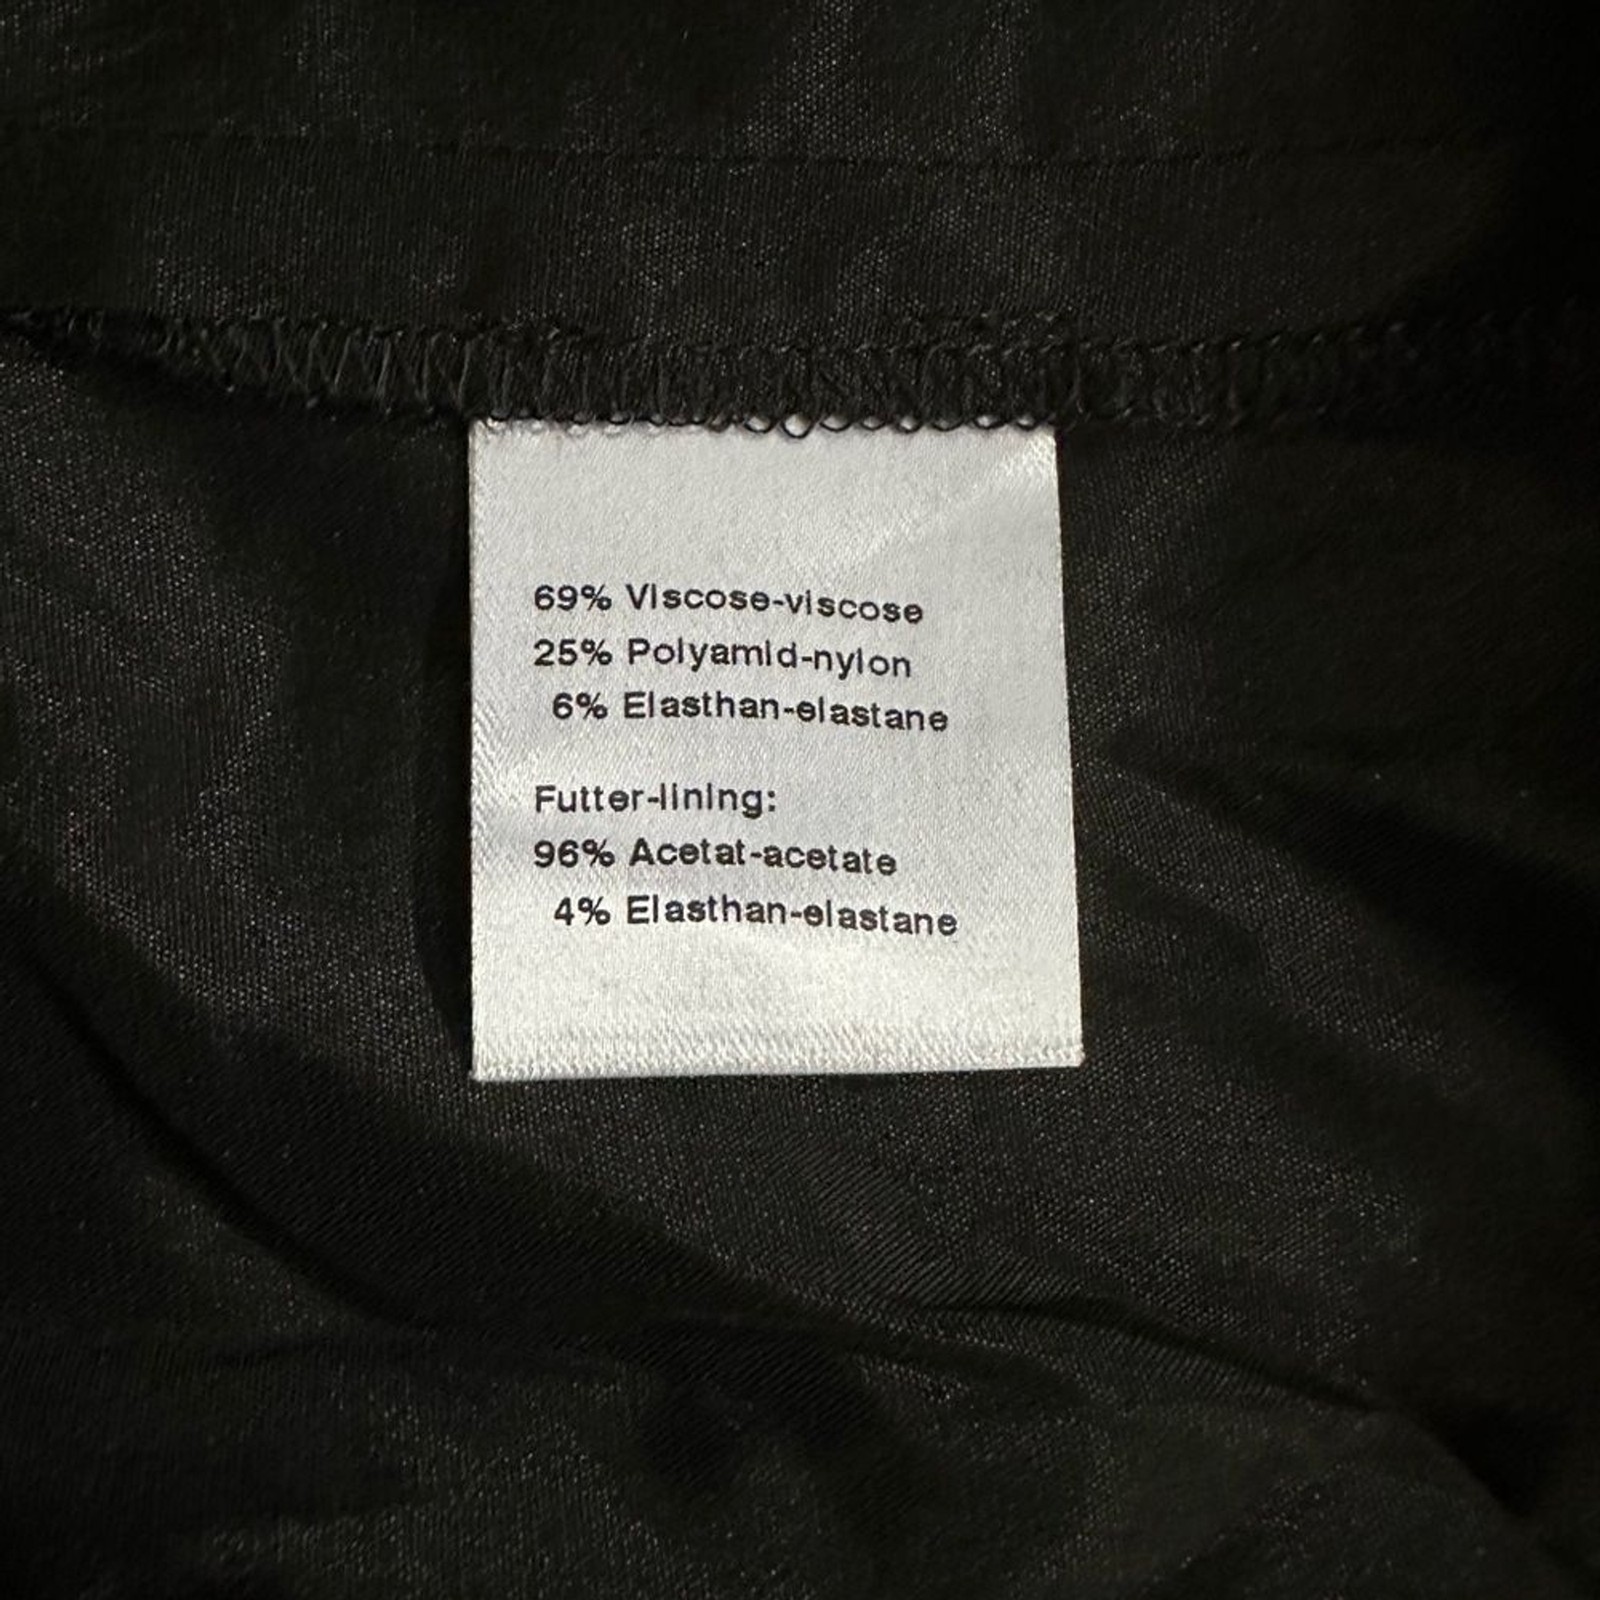 69% Viscose-viscose
25% Polyamid-nylon
6% Elasthan-elastane
Futter-lining:
96% Acetat-acetate
4% Elasthan-elastane